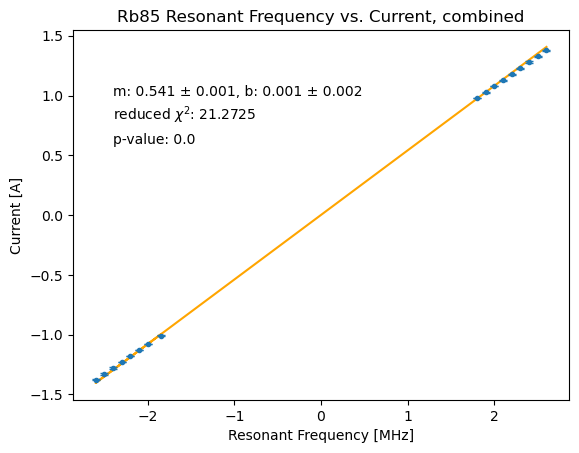 Rb85 Resonant Frequency vs. Current, combined
m: 0.541 ± 0.001, b: 0.001 ± 0.002
reduced χ²: 21.2725
p-value: 0.0
Current [A]
1.5
1.0
0.5
0.0
−0.5
−1.0
−1.5
−2 −1 0 1 2
Resonant Frequency [MHz]